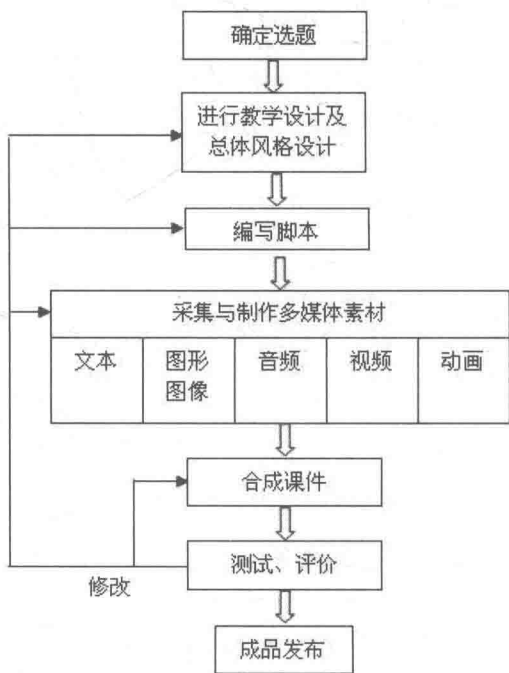 确定选题
进行教学设计及
总体风格设计
编写脚本
采集与制作多媒体素材
文本
图形
图像
音频
视频
动画
合成课件
测试、评价
修改
成品发布